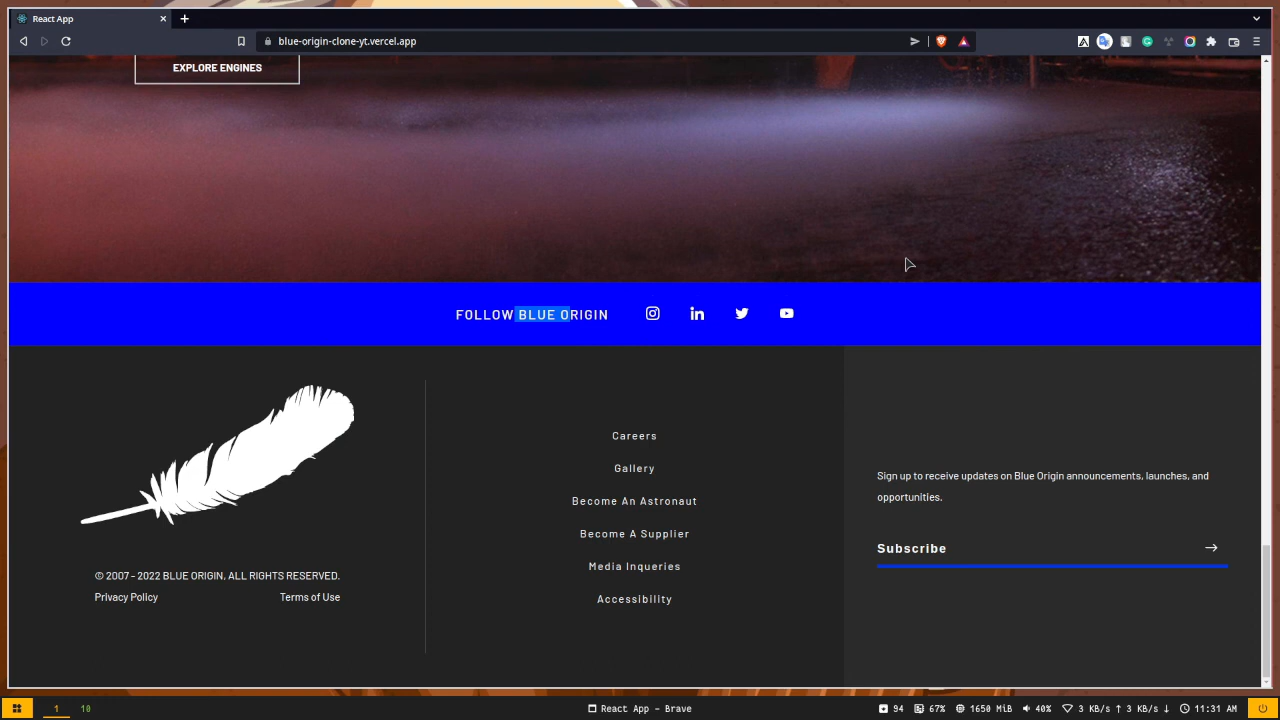 React App
blue-origin-clone-yt.vercel.app
EXPLORE ENGINES
FOLLOW BLUE ORIGIN
Careers
Gallery
Become An Astronaut
Become A Supplier
Media Inqueries
Accessibility
© 2007 - 2022 BLUE ORIGIN, ALL RIGHTS RESERVED.
Privacy Policy Terms of Use
Sign up to receive updates on Blue Origin announcements, launches, and
opportunities.
Subscribe
1 10 React App - Brave 94 67% 1650 MiB 40% 3 KB/s ↑ 3 KB/s ↓ 11:31 AM